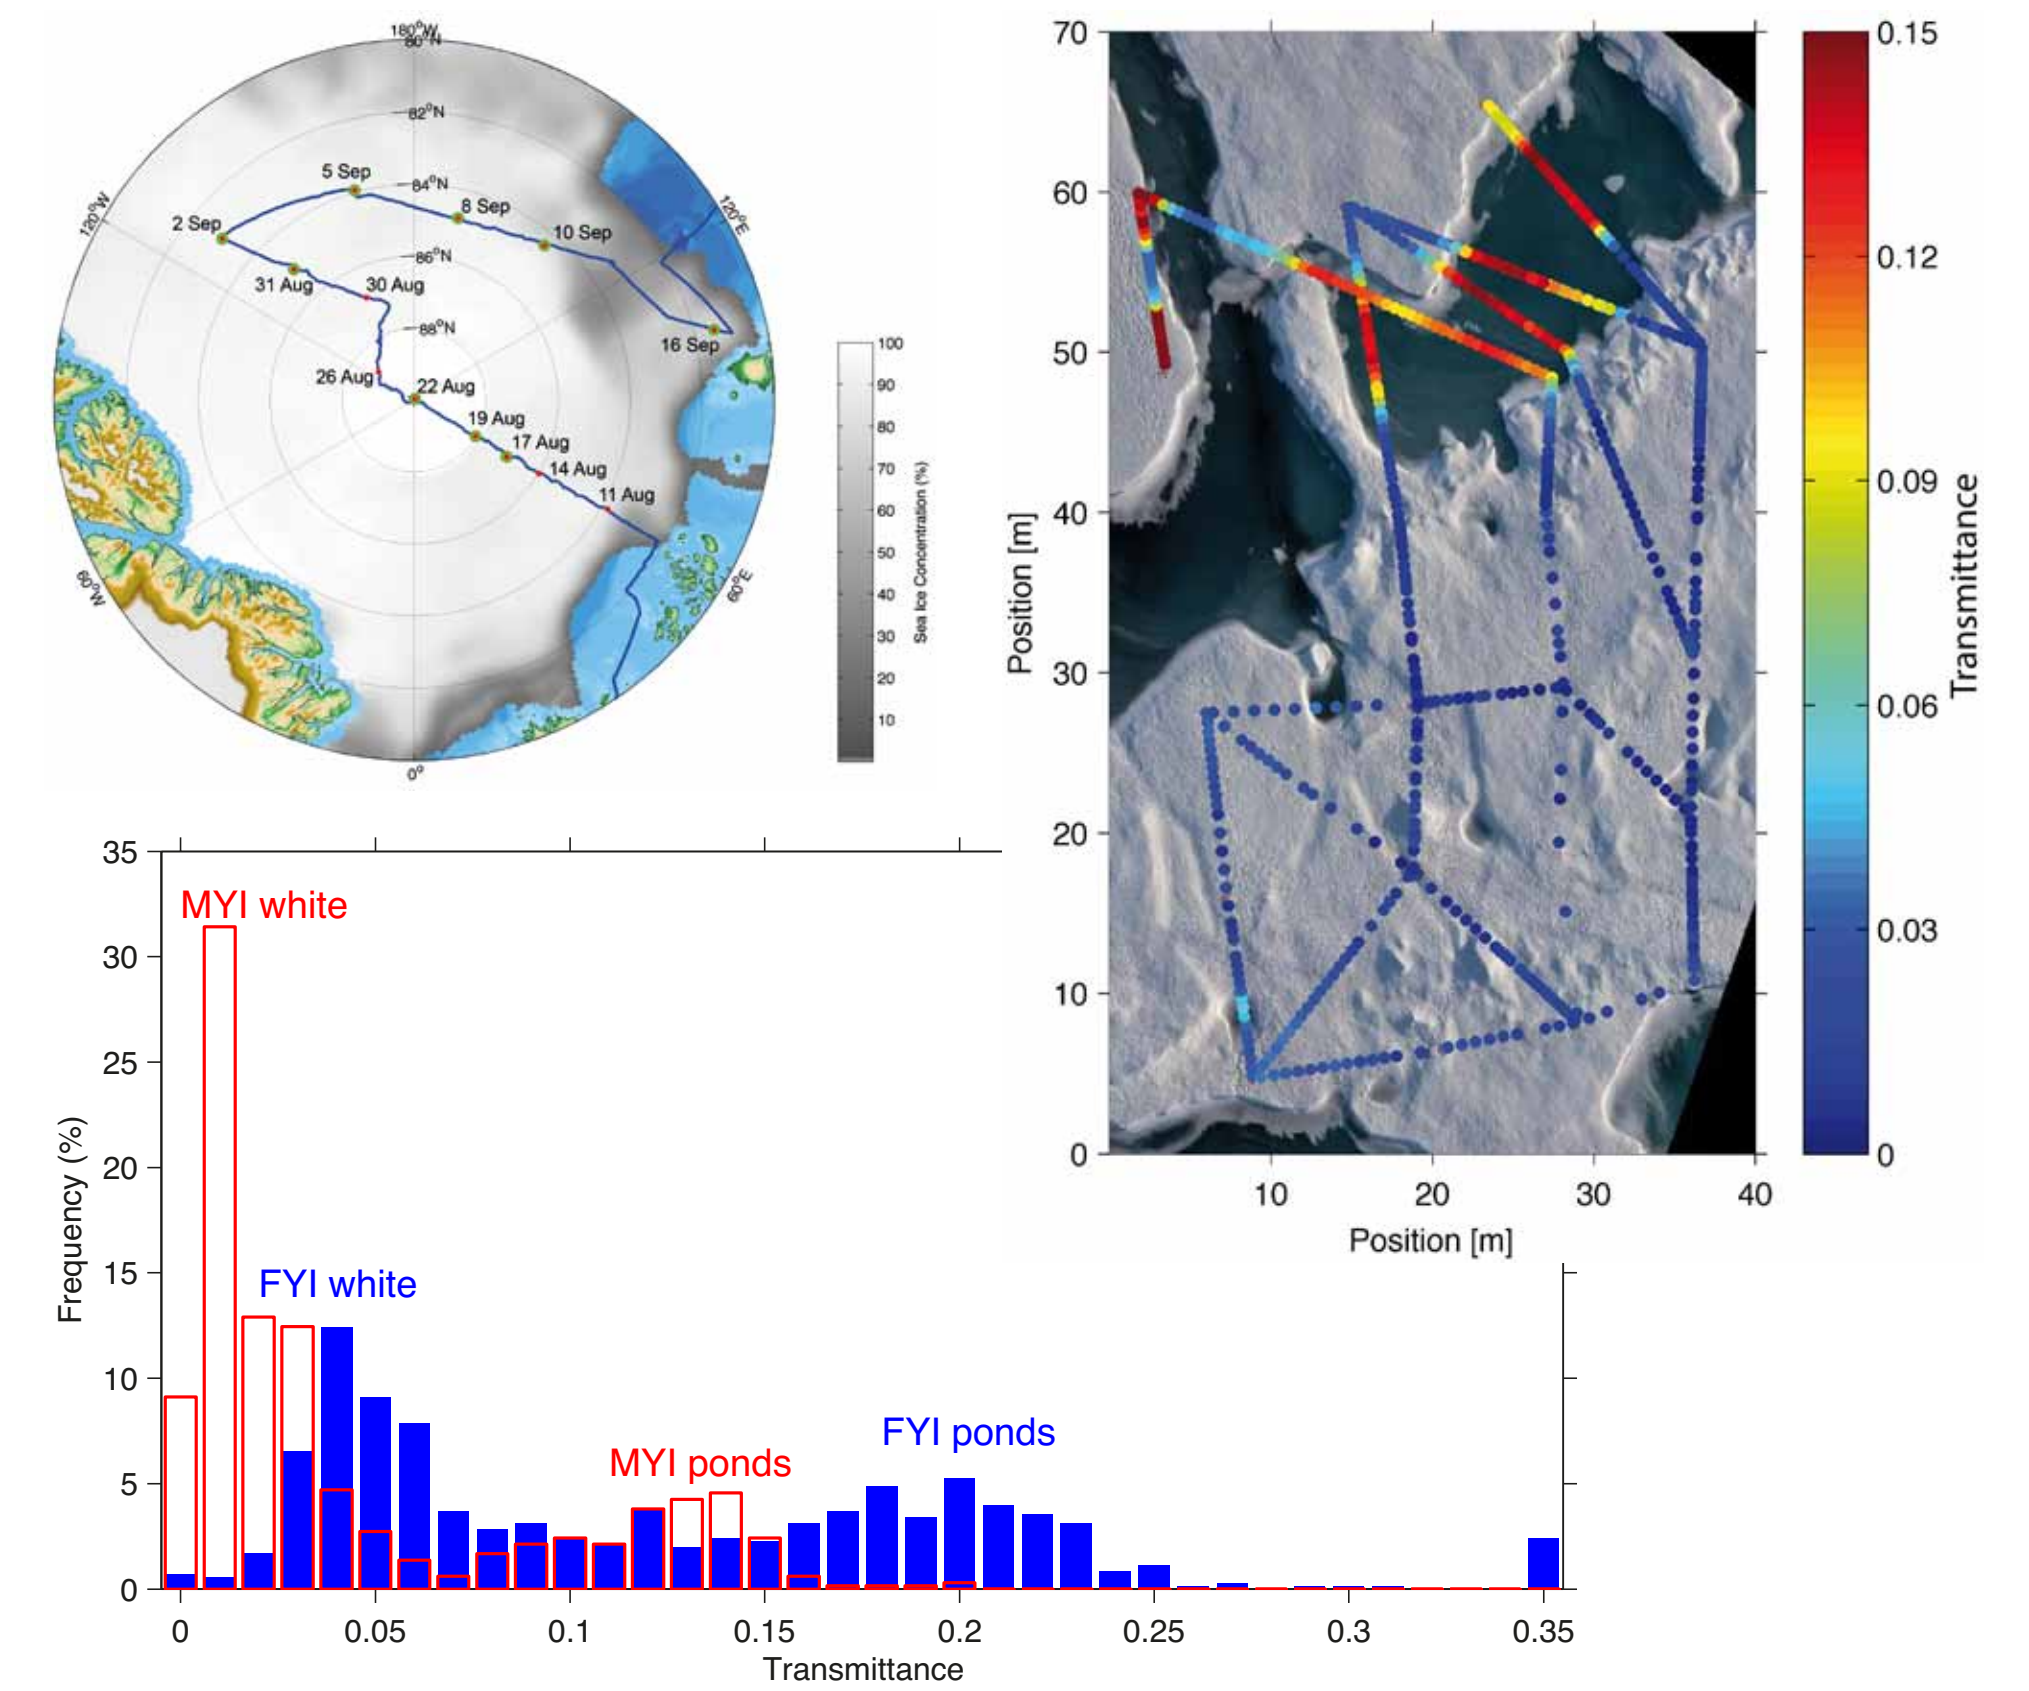 180°W
80°N
82°N
84°N
86°N
88°N
120°W
120°E
60°W
60°E
0°
5 Sep
2 Sep
8 Sep
10 Sep
31 Aug
30 Aug
16 Sep
26 Aug
22 Aug
19 Aug
17 Aug
14 Aug
11 Aug
100
90
80
70
60
50
40
30
20
10
Sea Ice Concentration (%)
70
60
50
40
30
20
10
0
Position [m]
10 20 30 40
Position [m]
0.15
0.12
0.09
0.06
0.03
0
Transmittance
35
30
25
20
15
10
5
0
Frequency (%)
MYI white
FYI white
MYI ponds
FYI ponds
0 0.05 0.1 0.15 0.2 0.25 0.3 0.35
Transmittance